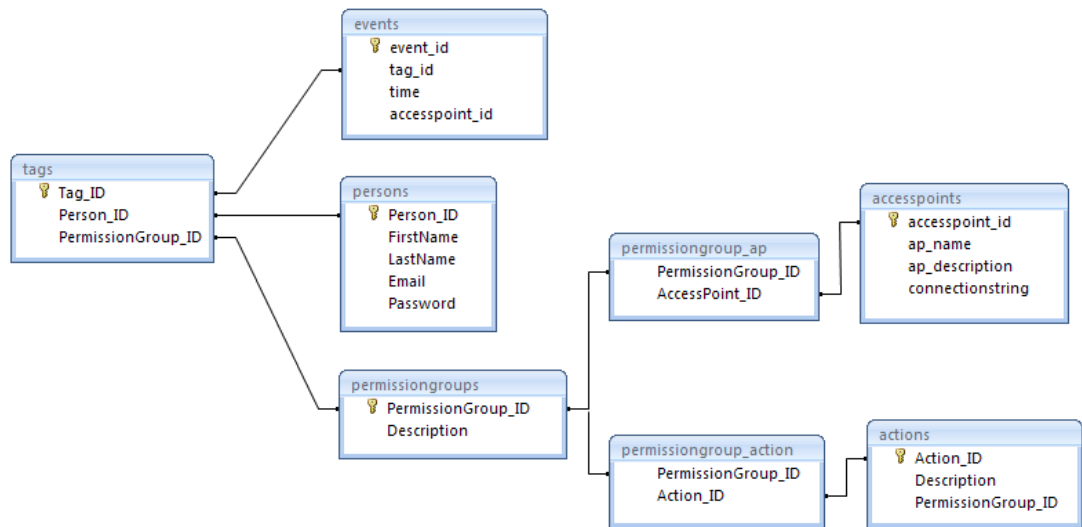 events
event_id
tag_id
time
accesspoint_id
tags
Tag_ID
Person_ID
PermissionGroup_ID
persons
Person_ID
FirstName
LastName
Email
Password
permissiongroups
PermissionGroup_ID
Description
permissiongroup_ap
PermissionGroup_ID
AccessPoint_ID
accesspoints
accesspoint_id
ap_name
ap_description
connectionstring
permissiongroup_action
PermissionGroup_ID
Action_ID
actions
Action_ID
Description
PermissionGroup_ID